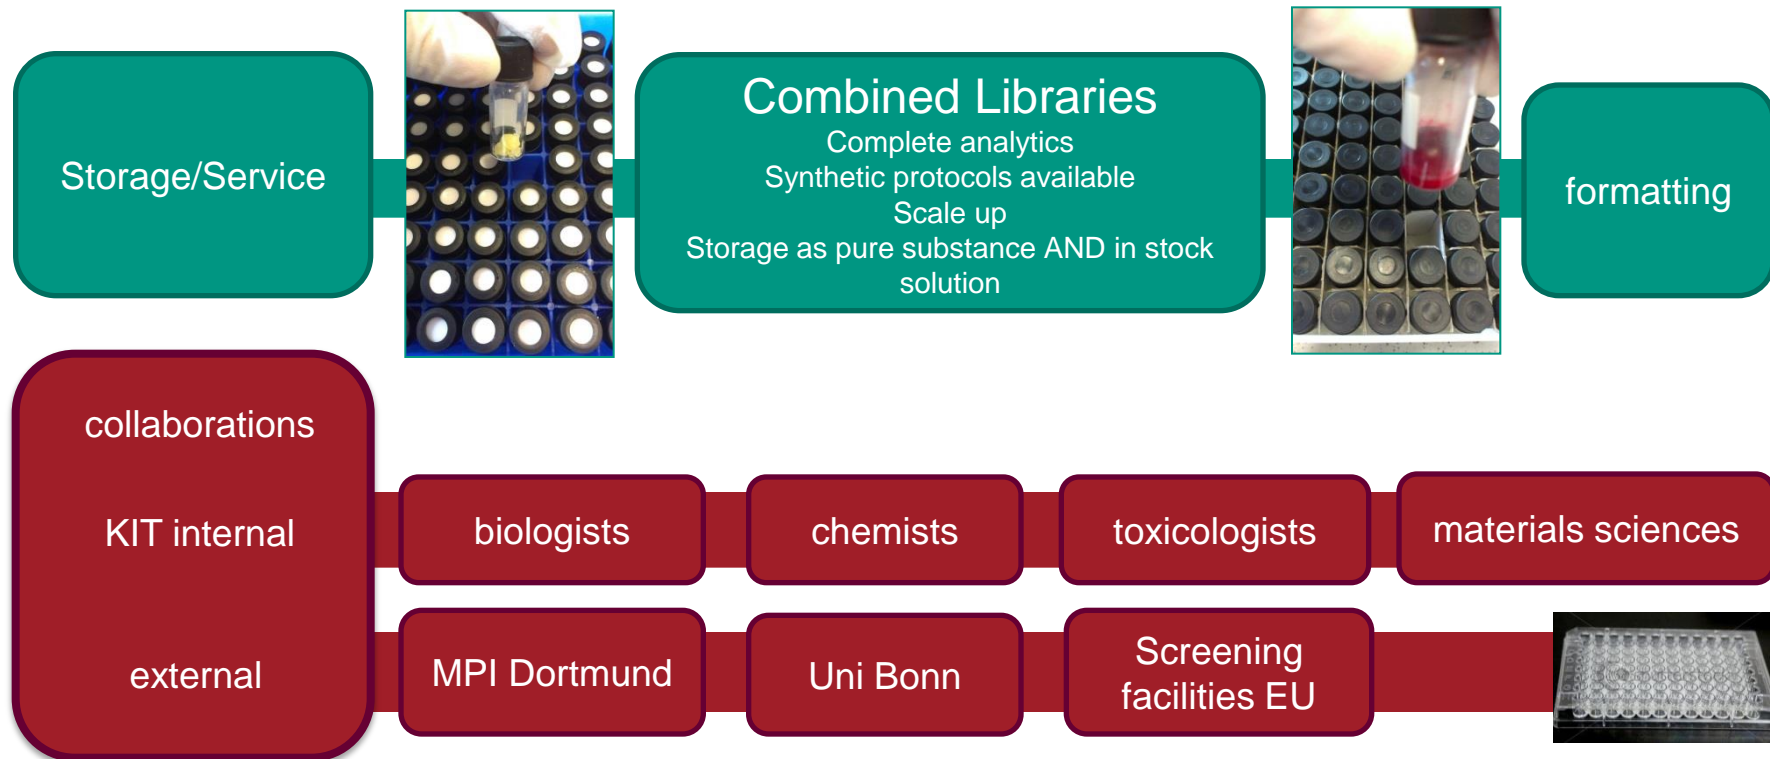 Storage/Service
Combined Libraries
Complete analytics
Synthetic protocols available
Scale up
Storage as pure substance AND in stock
solution
formatting
collaborations
KIT internal
biologists
chemists
toxicologists
materials sciences
external
MPI Dortmund
Uni Bonn
Screening
facilities EU